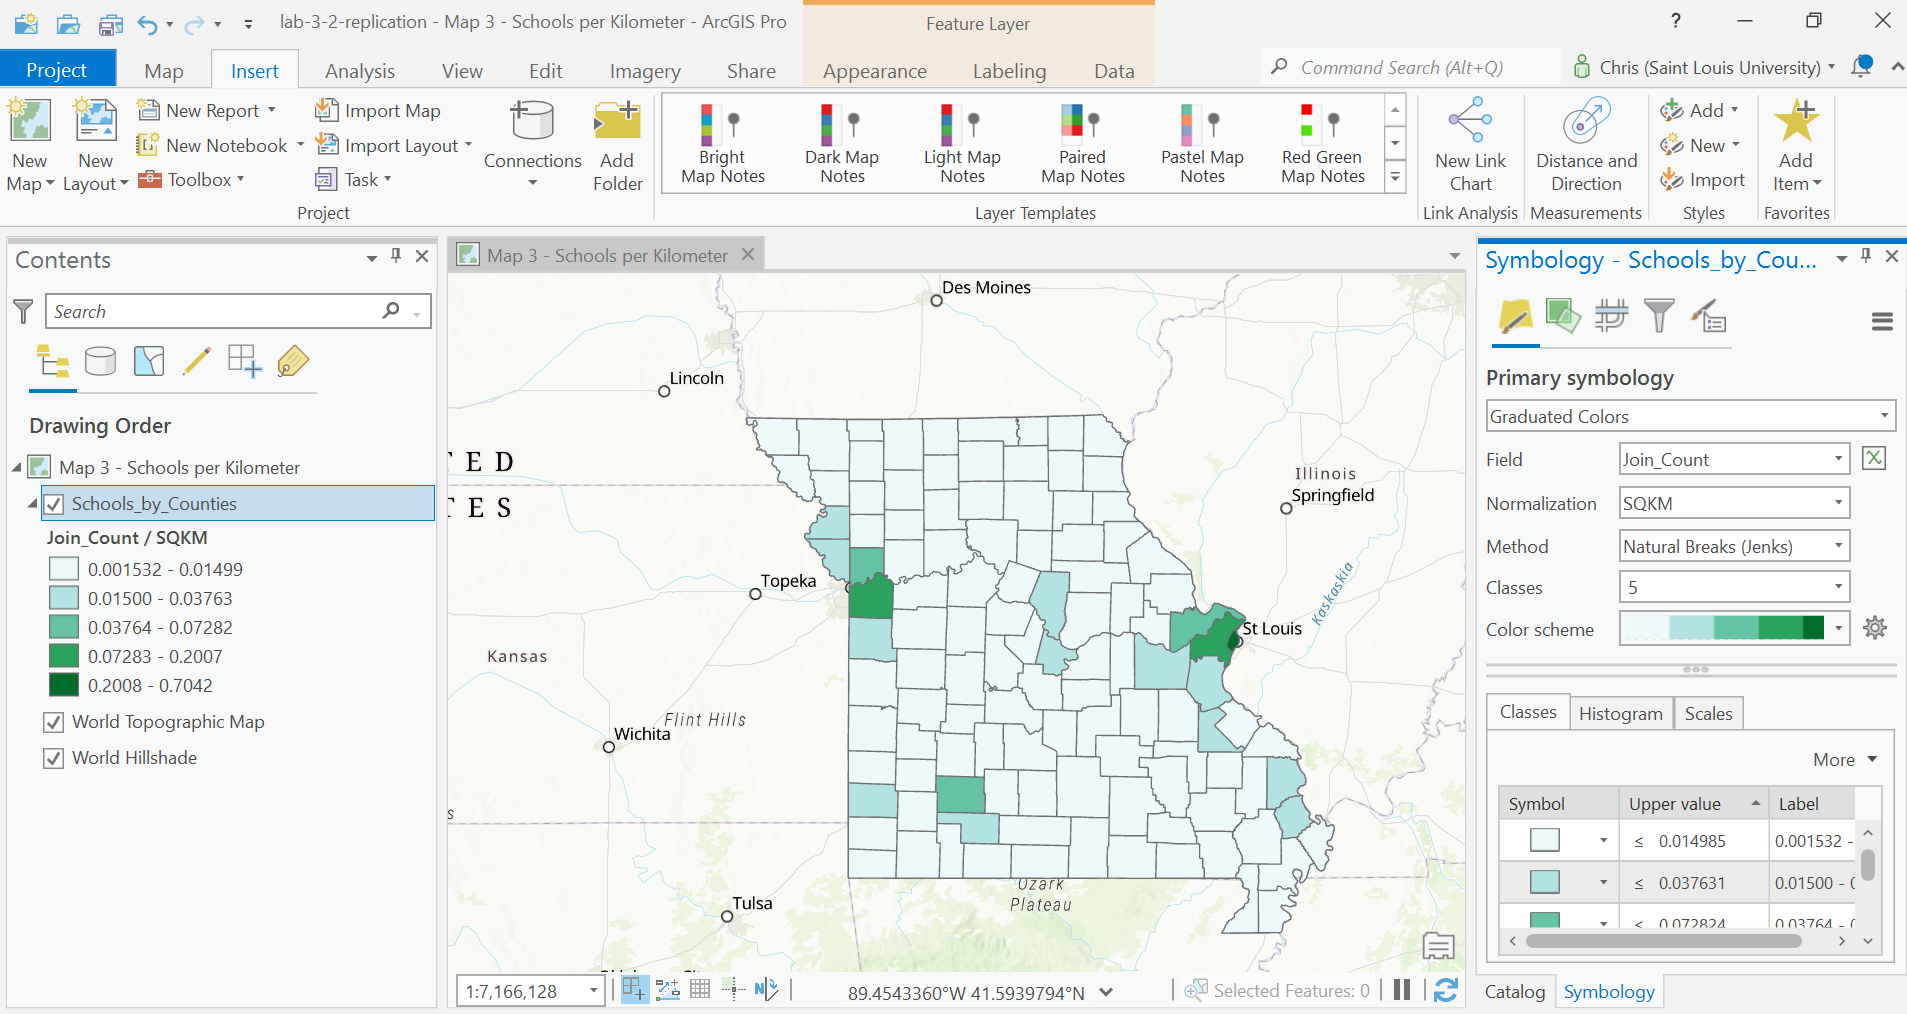 lab-3-2-replication - Map 3 - Schools per Kilometer - ArcGIS Pro
Feature Layer
?
Project
Map
Insert
Analysis
View
Edit
Imagery
Share
Appearance
Labeling
Data
Command Search (Alt+Q)
Chris (Saint Louis University)
New Map
New Layout
New Report
New Notebook
Toolbox
Import Map
Import Layout
Task
Connections
Add Folder
Project
Bright Map Notes
Dark Map Notes
Light Map Notes
Paired Map Notes
Pastel Map Notes
Red Green Map Notes
Layer Templates
New Link Chart
Link Analysis
Distance and Direction
Measurements
Add
New
Import
Styles
Add Item
Favorites
Contents
Search
Drawing Order
Map 3 - Schools per Kilometer
Schools_by_Counties
Join_Count / SQKM
0.001532 - 0.01499
0.01500 - 0.03763
0.03764 - 0.07282
0.07283 - 0.2007
0.2008 - 0.7042
World Topographic Map
World Hillshade
Map 3 - Schools per Kilometer
Des Moines
Lincoln
TED
TES
Illinois
Springfield
Topeka
Kaskaskia
St Louis
Kansas
Flint Hills
Wichita
s
Ozark
Plateau
Tulsa
1:7,166,128
89.4543360°W 41.5939794°N
Selected Features: 0
Symbology - Schools_by_Cou...
Primary symbology
Graduated Colors
Field
Join_Count
Normalization
SQKM
Method
Natural Breaks (Jenks)
Classes
5
Color scheme
Classes
Histogram
Scales
More
Symbol
Upper value
Label
≤ 0.014985
0.001532 -
≤ 0.037631
0.01500 - 0
≤ 0.072824
0.03764 - 0
Catalog
Symbology